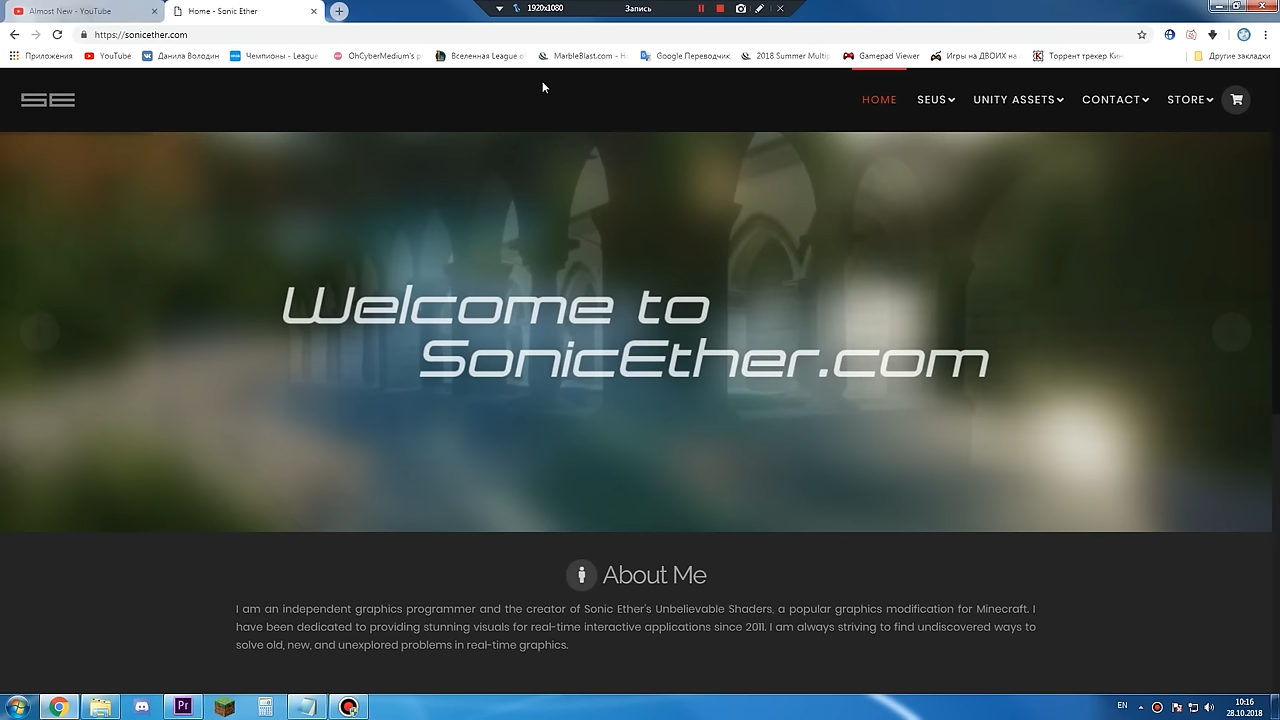 Almost New - YouTube
Home - Sonic Ether
1920x1080
Запись
https://sonicether.com
Приложения
YouTube
Данила Володин
Чемпионы - League
OhCyberMedium's p
Вселенная League o
MarbleBlast.com - H
Google Переводчик
2018 Summer Multip
Gamepad Viewer
Игры на ДВОИХ на
Торрент трекер Ки
Другие закладки
SE
HOME
SEUS
UNITY ASSETS
CONTACT
STORE
Welcome to
SonicEther.com
About Me
I am an independent graphics programmer and the creator of Sonic Ether's Unbelievable Shaders, a popular graphics modification for Minecraft. I
have been dedicated to providing stunning visuals for real-time interactive applications since 2011. I am always striving to find undiscovered ways to
solve old, new, and unexplored problems in real-time graphics.
Pr
EN
10:16
28.10.2018